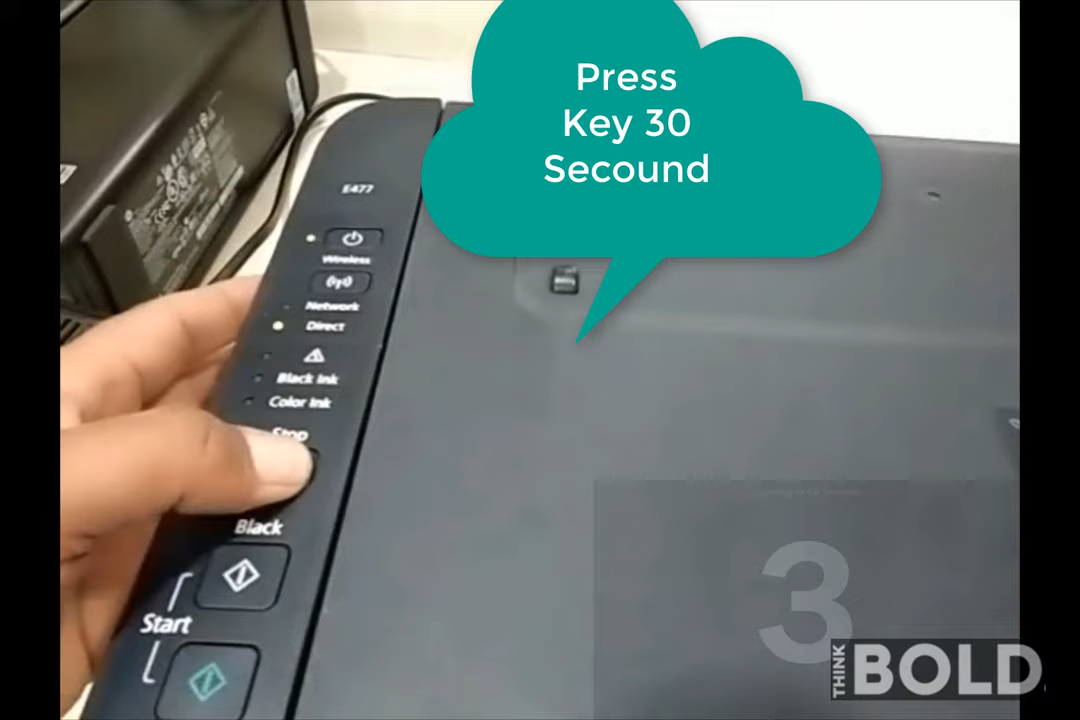 Press
Key 30
Secound
E477
Wireless
Network
Direct
Black Ink
Color Ink
Stop
Black
Start
3
THINK
BOLD